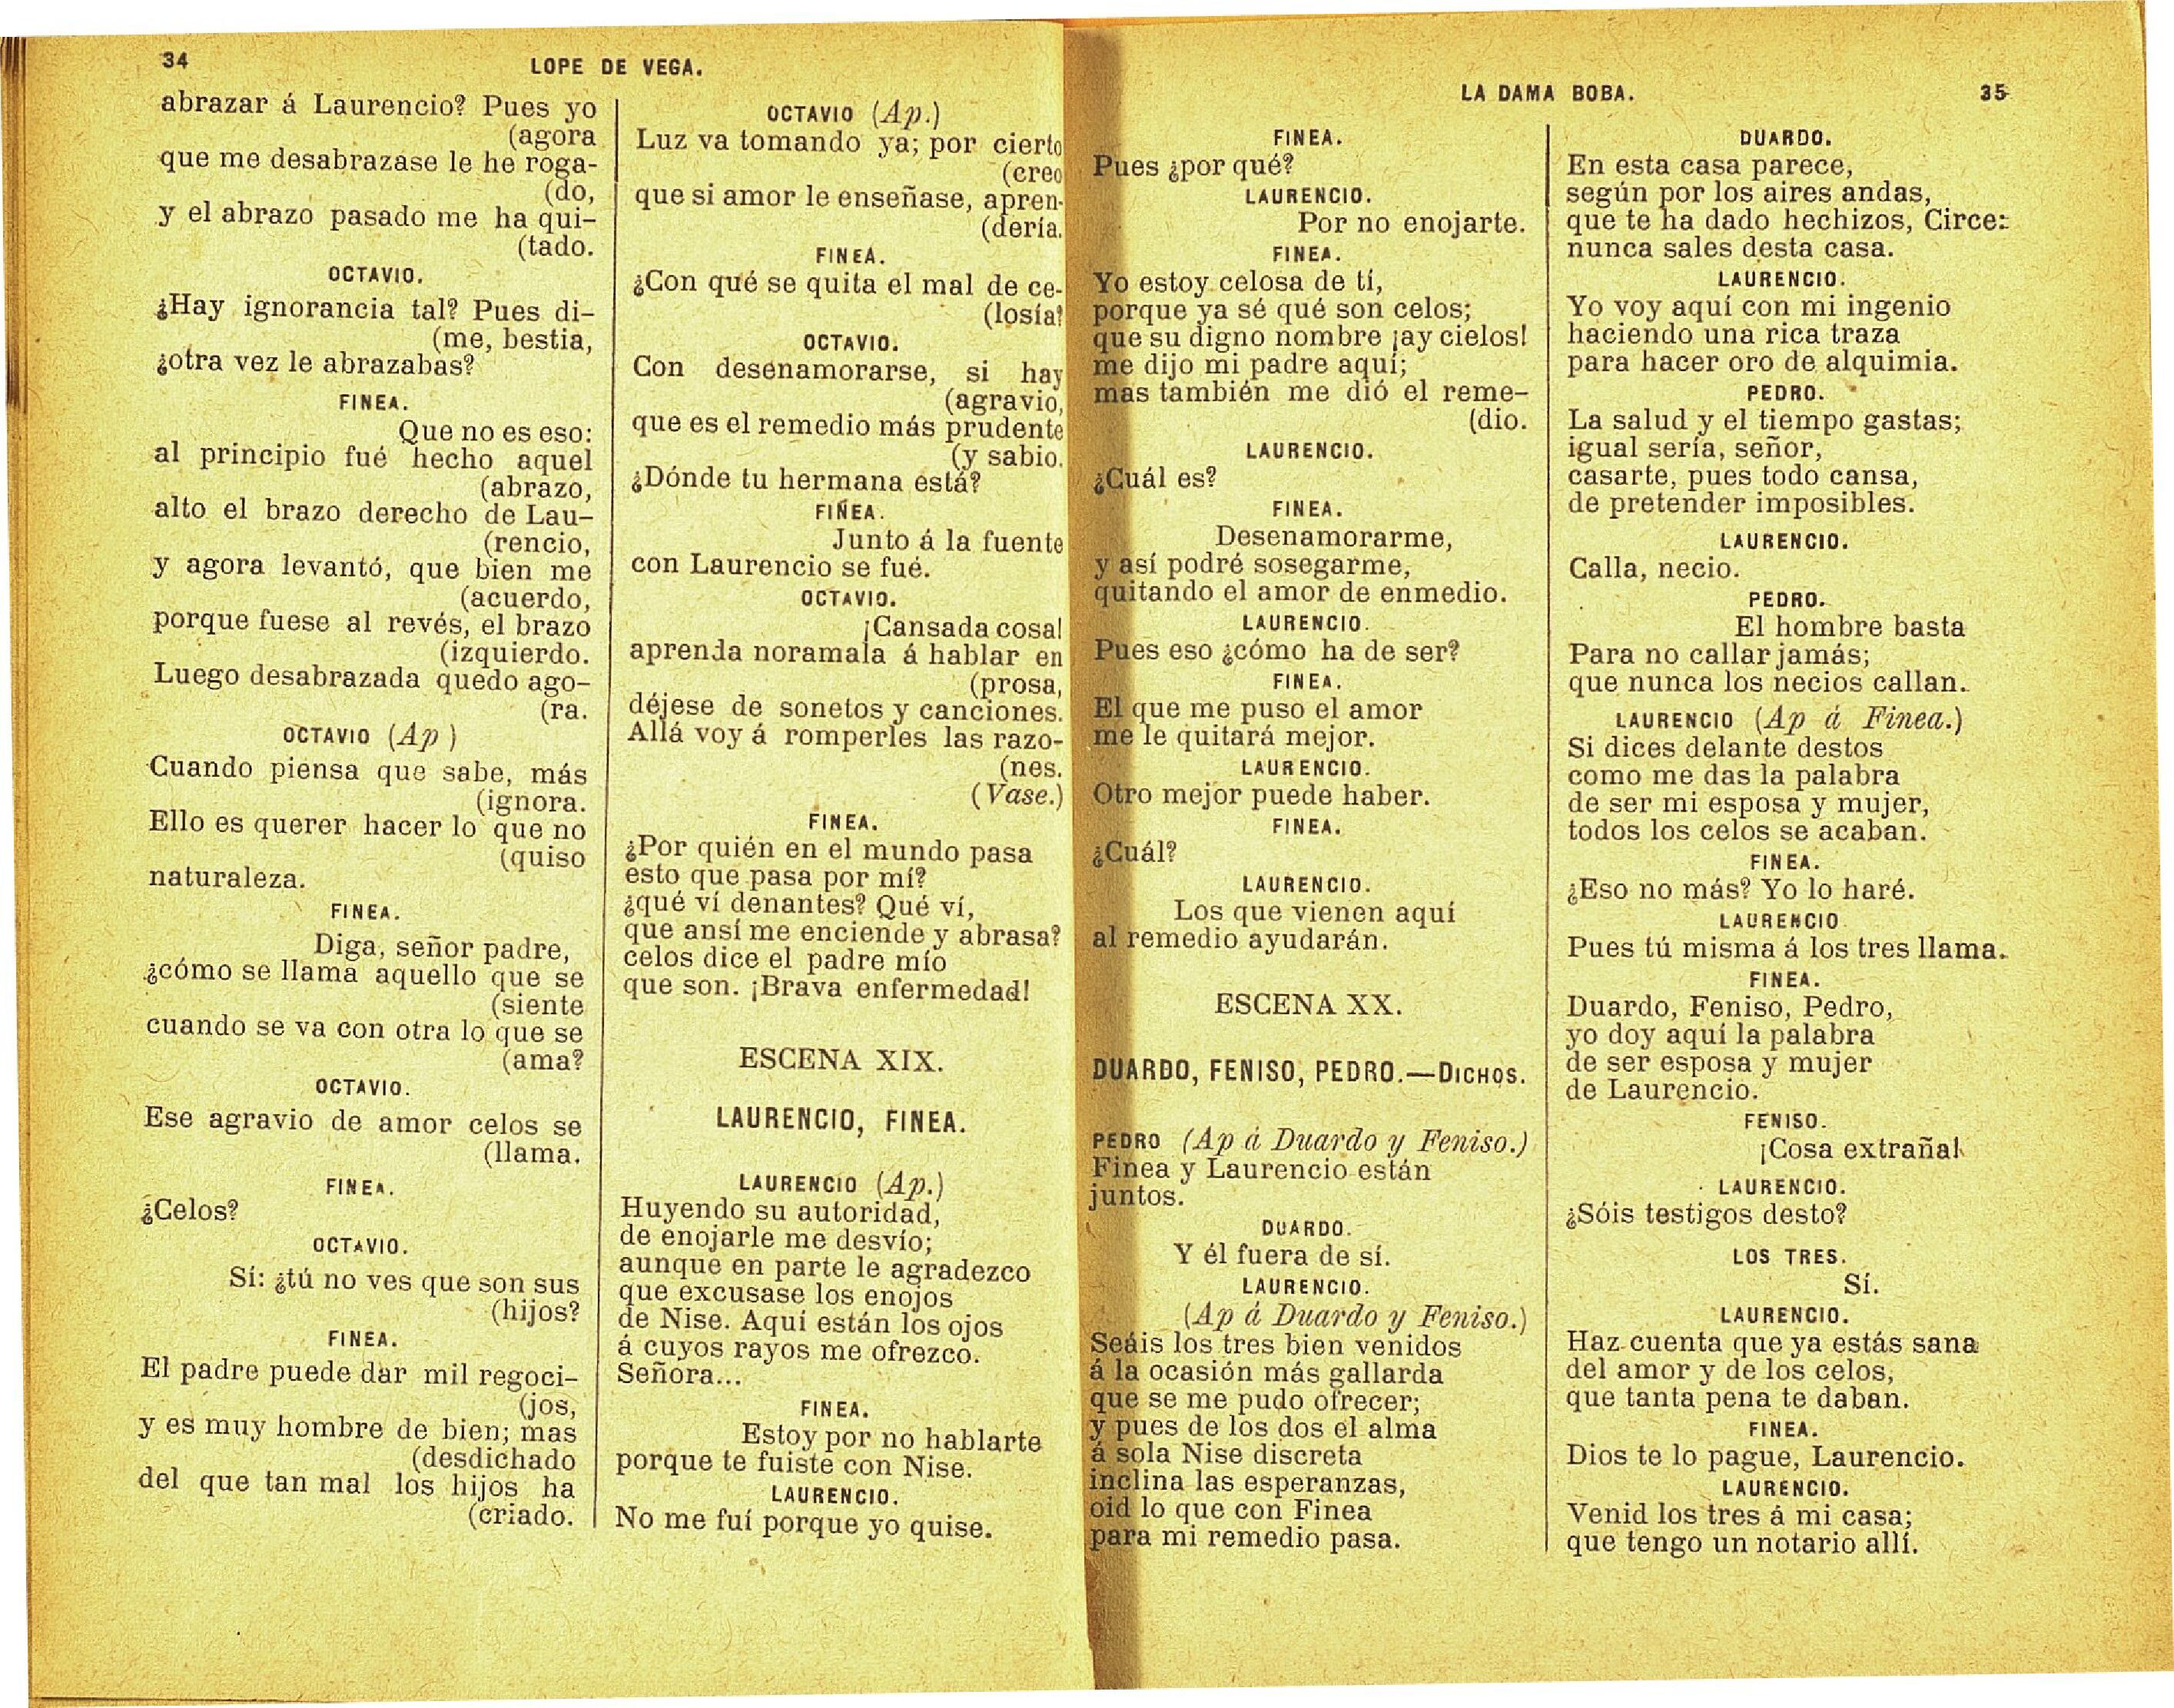 34
LOPE DE VEGA.
abrazar á Laurencio? Pues yo
(agora
que me desabrazase le he roga-
(do,
y el abrazo pasado me ha qui-
(tado.
OCTAVIO.
¿Hay ignorancia tal? Pues di-
(me, bestia,
¿otra vez le abrazabas?
FINEA.
Que no es eso:
al principio fué hecho aquel
(abrazo,
alto el brazo derecho de Lau-
(rencio,
y agora levantó, que bien me
(acuerdo,
porque fuese al revés, el brazo
(izquierdo.
Luego desabrazada quedo ago-
(ra.
OCTAVIO (Ap )
Cuando piensa que sabe, más
(ignora.
Ello es querer hacer lo que no
(quiso
naturaleza.
FINEA.
Diga, señor padre,
¿cómo se llama aquello que se
(siente
cuando se va con otra lo que se
(ama?
OCTAVIO.
Ese agravio de amor celos se
(llama.
FINEA.
¿Celos?
OCTAVIO.
Sí: ¿tú no ves que son sus
(hijos?
FINEA.
El padre puede dar mil regoci-
(jos,
y es muy hombre de bien; mas
(desdichado
del que tan mal los hijos ha
(criado.
OCTAVIO (Ap.)
Luz va tomando ya; por cierto
(creo
que si amor le enseñase, apren-
(dería.
FINEA.
¿Con qué se quita el mal de ce-
(losía?
OCTAVIO.
Con desenamorarse, si hay
(agravio,
que es el remedio más prudente
(y sabio.
¿Dónde tu hermana está?
FINEA.
Junto á la fuente
con Laurencio se fué.
OCTAVIO.
¡Cansada cosa!
aprenda noramala á hablar en
(prosa,
déjese de sonetos y canciones.
Allá voy á romperles las razo-
(nes.
(Vase.)
FINEA.
¿Por quién en el mundo pasa
esto que pasa por mí?
¿qué ví denantes? Qué ví,
que ansí me enciende y abrasa?
celos dice el padre mío
que son. ¡Brava enfermedad!
ESCENA XIX.
LAURENCIO, FINEA.
LAURENCIO (Ap.)
Huyendo su autoridad,
de enojarle me desvío;
aunque en parte le agradezco
que excusase los enojos
de Nise. Aquí están los ojos
á cuyos rayos me ofrezco.
Señora...
FINEA.
Estoy por no hablarte
porque te fuiste con Nise.
LAURENCIO.
No me fuí porque yo quise.
LA DAMA BOBA.
35
FINEA.
Pues ¿por qué?
LAURENCIO.
Por no enojarte.
FINEA.
Yo estoy celosa de tí,
porque ya sé qué son celos;
que su digno nombre ¡ay cielos!
me dijo mi padre aquí;
mas también me dió el reme-
(dio.
LAURENCIO.
¿Cuál es?
FINEA.
Desenamorarme,
y así podré sosegarme,
quitando el amor de enmedio.
LAURENCIO.
Pues eso ¿cómo ha de ser?
FINEA.
El que me puso el amor
me le quitará mejor.
LAURENCIO.
Otro mejor puede haber.
FINEA.
¿Cuál?
LAURENCIO.
Los que vienen aquí
al remedio ayudarán.
ESCENA XX.
DUARDO, FENISO, PEDRO.—DICHOS.
PEDRO (Ap á Duardo y Feniso.)
Finea y Laurencio están
juntos.
DUARDO.
Y él fuera de sí.
LAURENCIO.
(Ap á Duardo y Feniso.)
Seáis los tres bien venidos
á la ocasión más gallarda
que se me pudo ofrecer;
y pues de los dos el alma
á sola Nise discreta
inclina las esperanzas,
oid lo que con Finea
para mi remedio pasa.
DUARDO.
En esta casa parece,
según por los aires andas,
que te ha dado hechizos, Circe:
nunca sales desta casa.
LAURENCIO.
Yo voy aquí con mi ingenio
haciendo una rica traza
para hacer oro de alquimia.
PEDRO.
La salud y el tiempo gastas;
igual sería, señor,
casarte, pues todo cansa,
de pretender imposibles.
LAURENCIO.
Calla, necio.
PEDRO.
El hombre basta
Para no callar jamás;
que nunca los necios callan.
LAURENCIO (Ap á Finea.)
Si dices delante destos
como me das la palabra
de ser mi esposa y mujer,
todos los celos se acaban.
FINEA.
¿Eso no más? Yo lo haré.
LAURENCIO
Pues tú misma á los tres llama.
FINEA.
Duardo, Feniso, Pedro,
yo doy aquí la palabra
de ser esposa y mujer
de Laurencio.
FENISO.
¡Cosa extraña!
LAURENCIO.
¿Sóis testigos desto?
LOS TRES.
Sí.
LAURENCIO.
Haz cuenta que ya estás sana
del amor y de los celos,
que tanta pena te daban.
FINEA.
Dios te lo pague, Laurencio.
LAURENCIO.
Venid los tres á mi casa;
que tengo un notario allí.